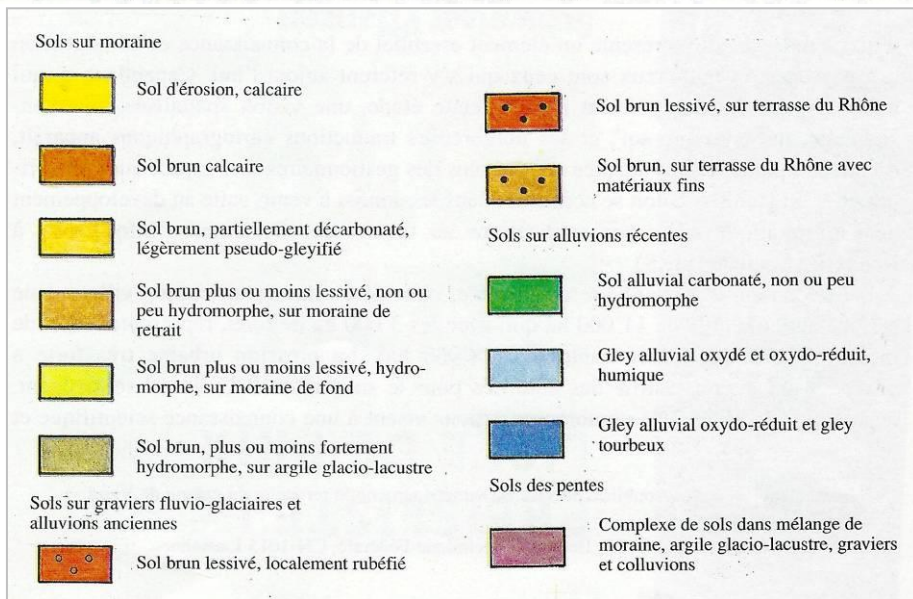 Sols sur moraine
Sol d'érosion, calcaire
Sol brun calcaire
Sol brun, partiellement décarbonaté,
légèrement pseudo-gleyifié
Sol brun plus ou moins lessivé, non ou
peu hydromorphe, sur moraine de
retrait
Sol brun plus ou moins lessivé, hydro-
morphe, sur moraine de fond
Sol brun, plus ou moins fortement
hydromorphe, sur argile glacio-lacustre
Sols sur graviers fluvio-glaciaires et
alluvions anciennes
Sol brun lessivé, localement rubéfié
Sol brun lessivé, sur terrasse du Rhône
Sol brun, sur terrasse du Rhône avec
matériaux fins
Sols sur alluvions récentes
Sol alluvial carbonaté, non ou peu
hydromorphe
Gley alluvial oxydé et oxydo-réduit,
humique
Gley alluvial oxydo-réduit et gley
tourbeux
Sols des pentes
Complexe de sols dans mélange de
moraine, argile glacio-lacustre, graviers
et colluvions